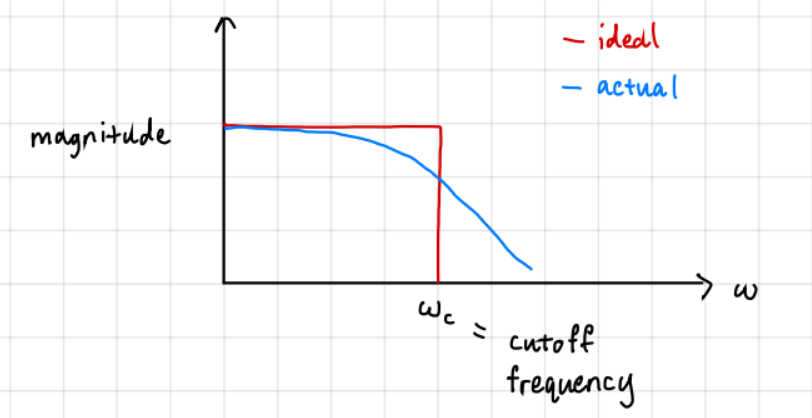 — ideal
— actual
magnitude
ω
ωc = cutoff
frequency